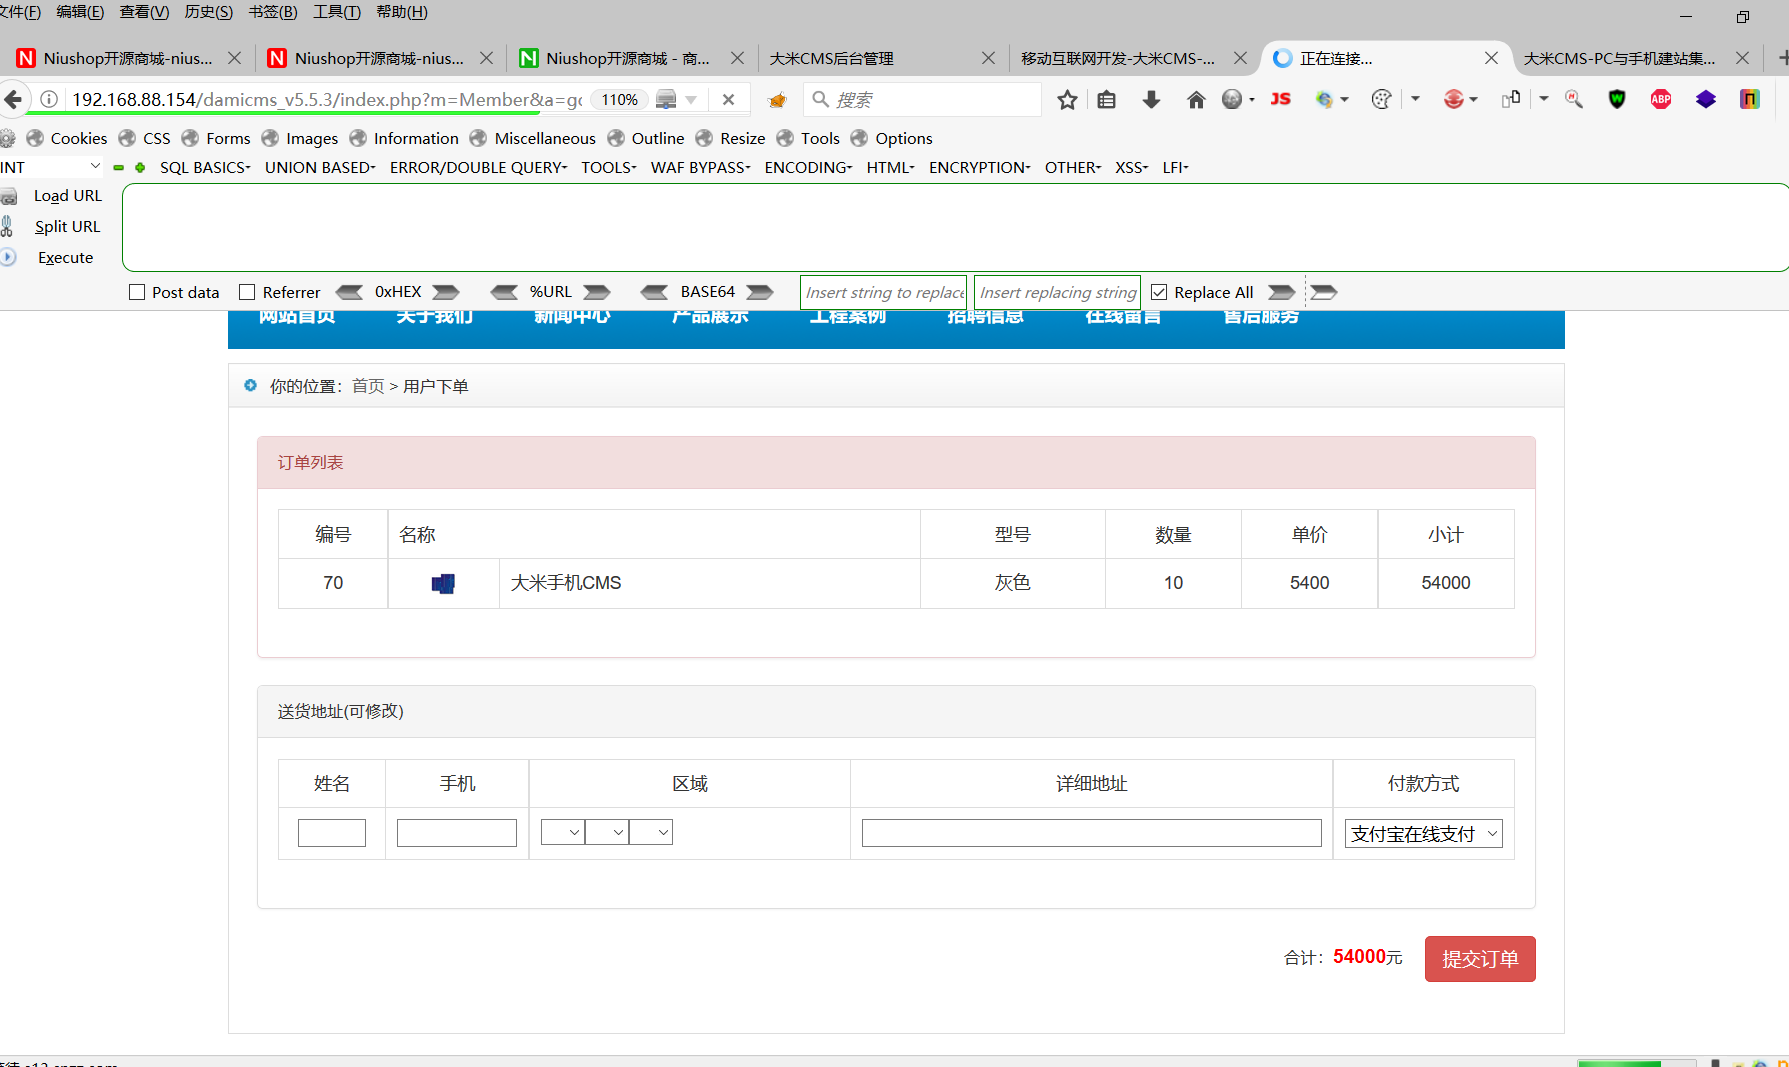 文件(F) 编辑(E) 查看(V) 历史(S) 书签(B) 工具(T) 帮助(H)
Niushop开源商城-nius... Niushop开源商城-nius... Niushop开源商城 - 商... 大米CMS后台管理 移动互联网开发-大米CMS-... 正在连接... 大米CMS-PC与手机建站集...
192.168.88.154/damicms_v5.5.3/index.php?m=Member&a=gc 110% 搜索 JS ABP
Cookies CSS Forms Images Information Miscellaneous Outline Resize Tools Options
INT SQL BASICS UNION BASED ERROR/DOUBLE QUERY TOOLS WAF BYPASS ENCODING HTML ENCRYPTION OTHER XSS LFI
Load URL
Split URL
Execute
Post data Referrer 0xHEX %URL BASE64 Insert string to replace Insert replacing string Replace All
网站首页 关于我们 新闻中心 产品展示 工程案例 招聘信息 在线留言 售后服务
你的位置：首页 > 用户下单
订单列表
编号 名称 型号 数量 单价 小计
70 大米手机CMS 灰色 10 5400 54000
送货地址(可修改)
姓名 手机 区域 详细地址 付款方式
支付宝在线支付
合计：54000元 提交订单